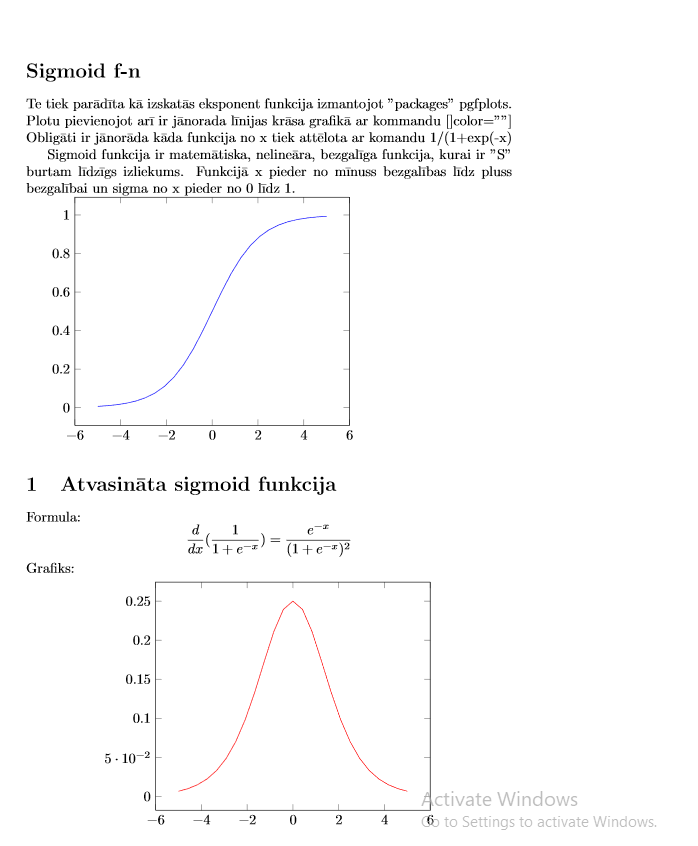 Sigmoid f-n
Te tiek parādīta kā izskatās eksponent funkcija izmantojot ”packages” pgfplots.
Plotu pievienojot arī ir jānorada līnijas krāsa grafikā ar kommandu []color=””]
Obligāti ir jānorāda kāda funkcija no x tiek attēlota ar komandu 1/(1+exp(-x)
Sigmoid funkcija ir matemātiska, nelineāra, bezgalīga funkcija, kurai ir ”S”
burtam līdzīgs izliekums. Funkcijā x pieder no mīnuss bezgalības līdz pluss
bezgalībai un sigma no x pieder no 0 līdz 1.
1
0.8
0.6
0.4
0.2
0
−6 −4 −2 0 2 4 6
1 Atvasināta sigmoid funkcija
Formula:
d/dx(1/(1 + e^{−x})) = e^{−x}/(1 + e^{−x})^2
Grafiks:
0.25
0.2
0.15
0.1
5 · 10^{−2}
0
−6 −4 −2 0 2 4 6
Activate Windows
Go to Settings to activate Windows.